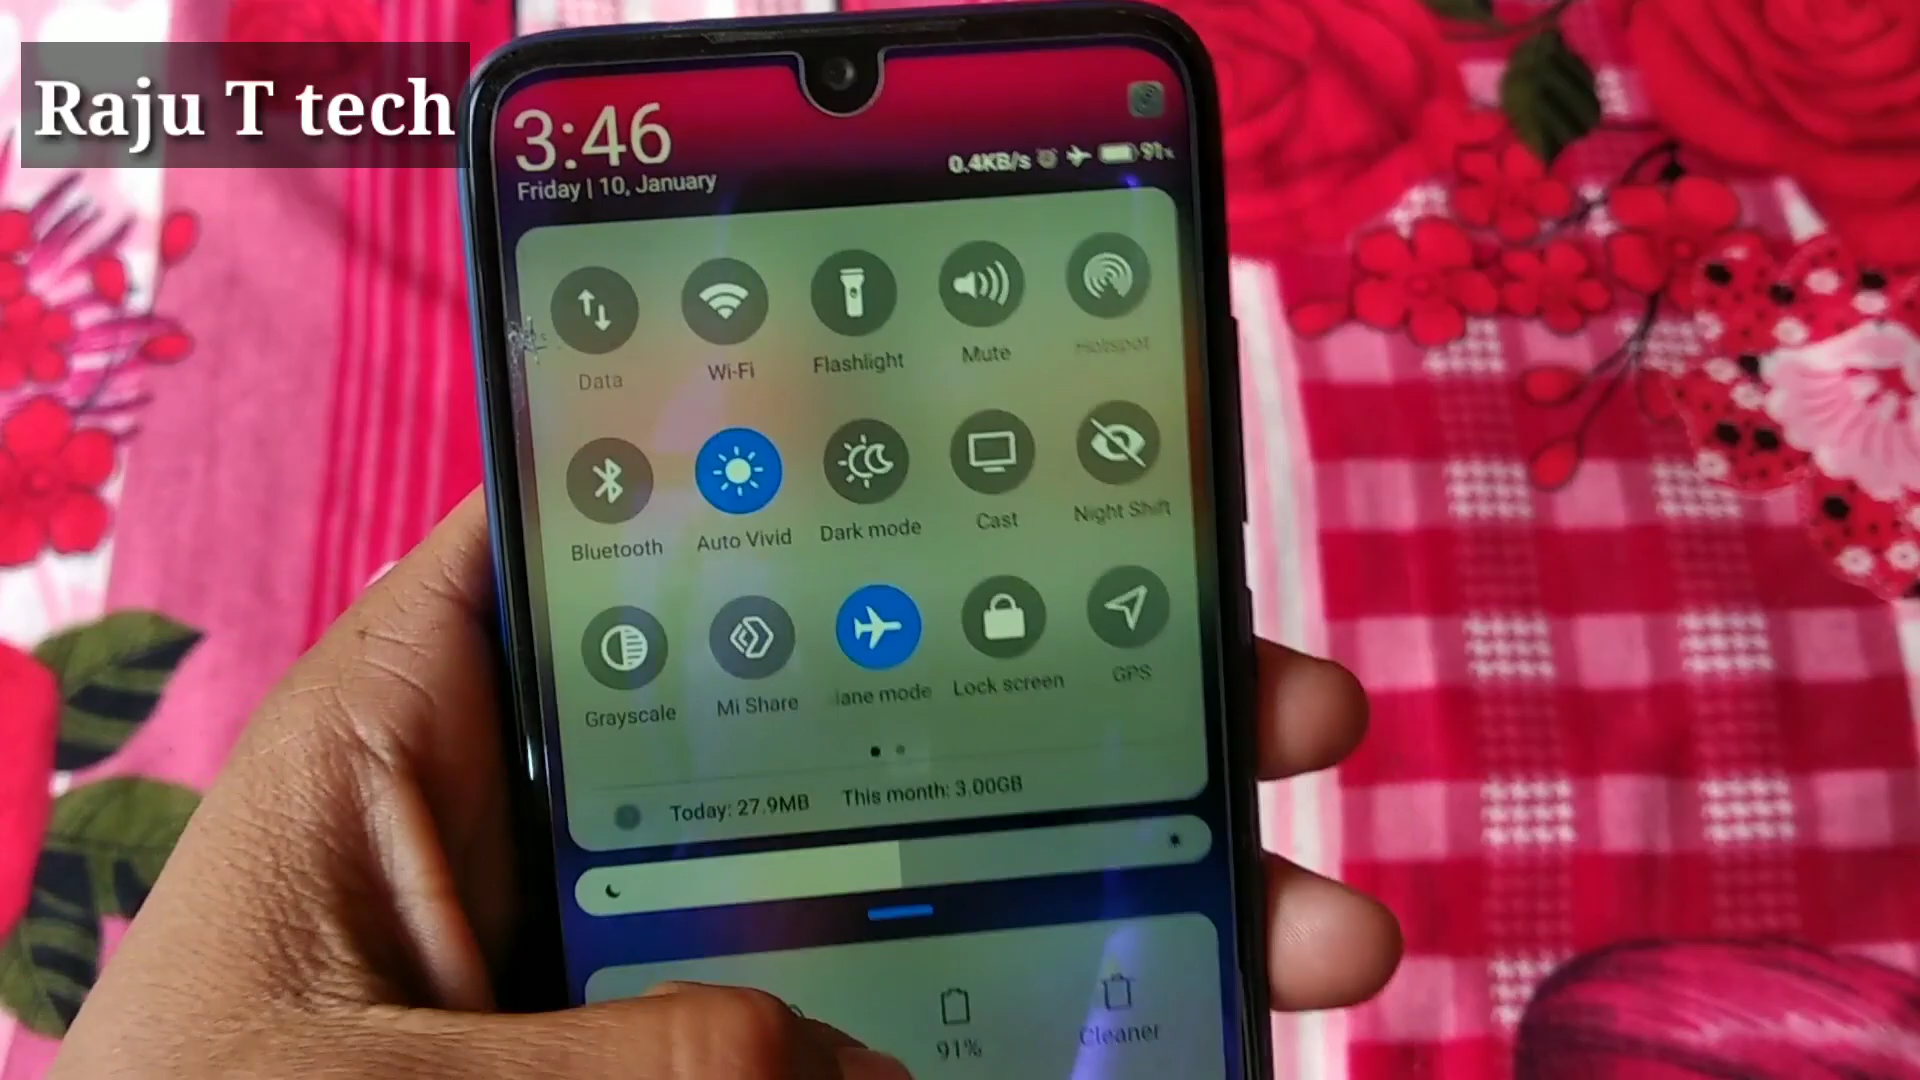 Raju T tech
3:46
Friday | 10, January
0.4KB/s 91%
Data Wi-Fi Flashlight Mute Hotspot
Bluetooth Auto Vivid Dark mode Cast Night Shift
Grayscale Mi Share lane mode Lock screen GPS
Today: 27.9MB This month: 3.00GB
91% Cleaner